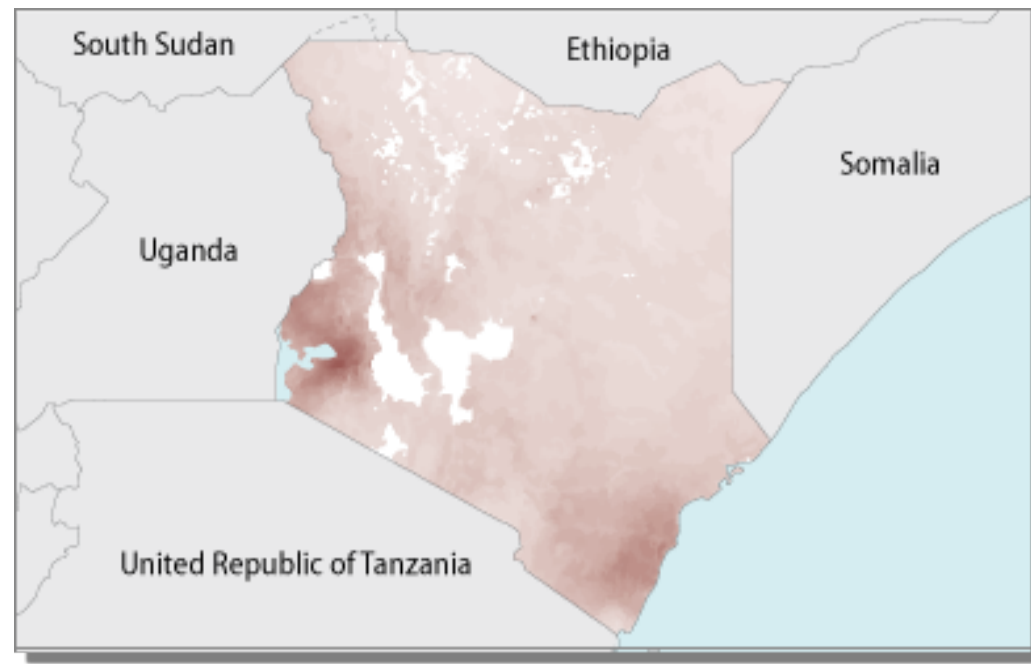 South Sudan
Ethiopia
Somalia
Uganda
United Republic of Tanzania